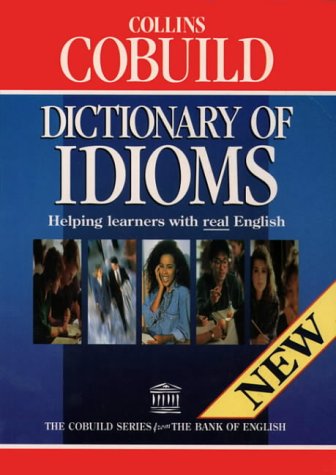 COLLINS
COBUILD
DICTIONARY OF
IDIOMS
Helping learners with real English
NEW
THE COBUILD SERIES from THE BANK OF ENGLISH